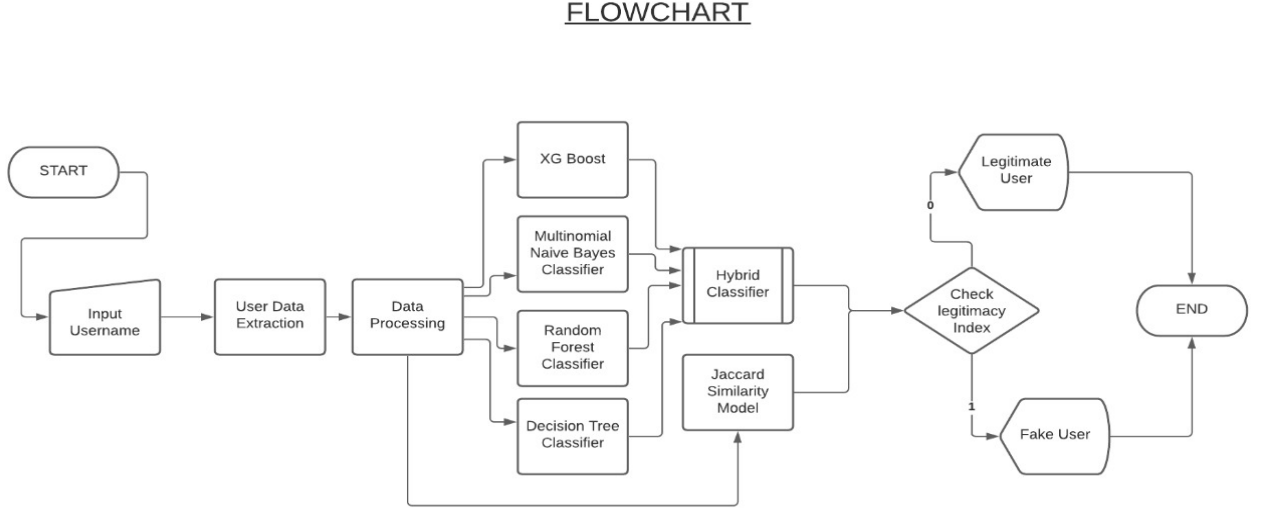 FLOWCHART
START
Input
Username
User Data
Extraction
Data
Processing
XG Boost
Multinomial
Naive Bayes
Classifier
Random
Forest
Classifier
Decision Tree
Classifier
Hybrid
Classifier
Jaccard
Similarity
Model
Check
legitimacy
Index
0
Legitimate
User
1
Fake User
END